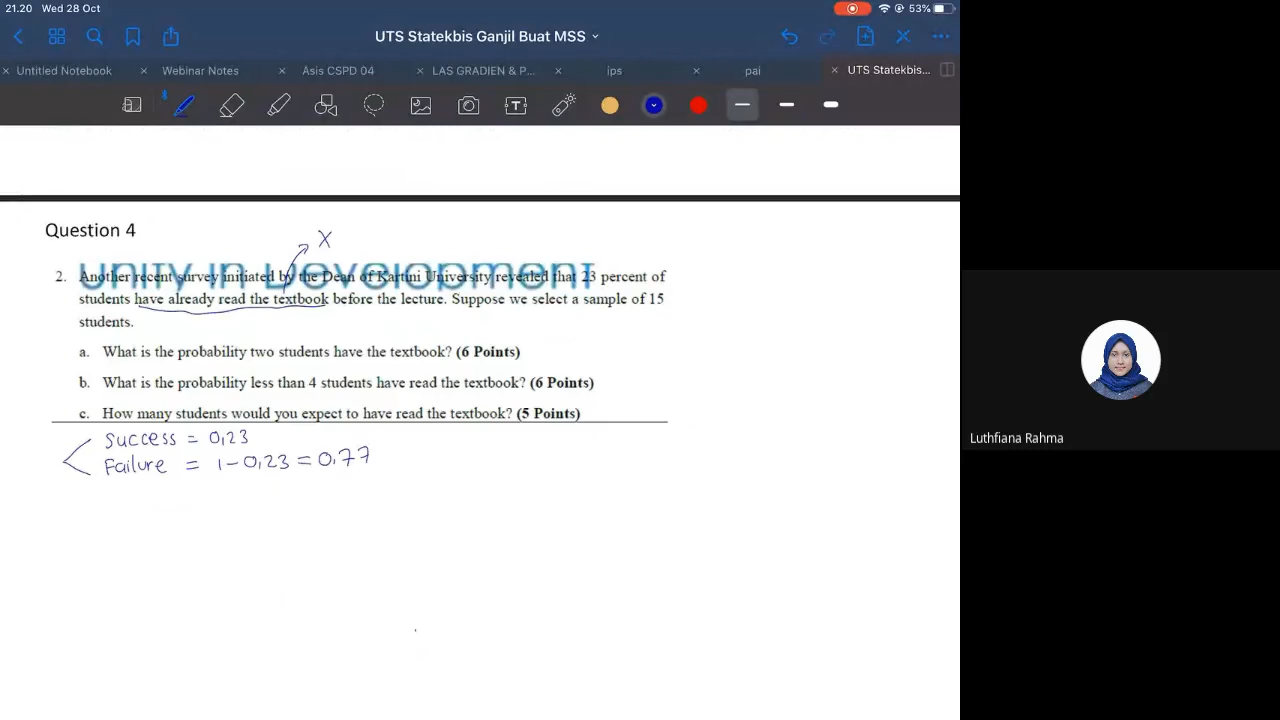 21.20 Wed 28 Oct
53%
UTS Statekbis Ganjil Buat MSS
Untitled Notebook
Webinar Notes
Asis CSPD 04
LAS GRADIEN & P...
ips
pai
UTS Statekbis...
Question 4
X
Unity in Development
2. Another recent survey initiated by the Dean of Kartini University revealed that 23 percent of
students have already read the textbook before the lecture. Suppose we select a sample of 15
students.
a. What is the probability two students have the textbook? (6 Points)
b. What is the probability less than 4 students have read the textbook? (6 Points)
c. How many students would you expect to have read the textbook? (5 Points)
Success = 0,23
Failure = 1 - 0,23 = 0,77
Luthfiana Rahma